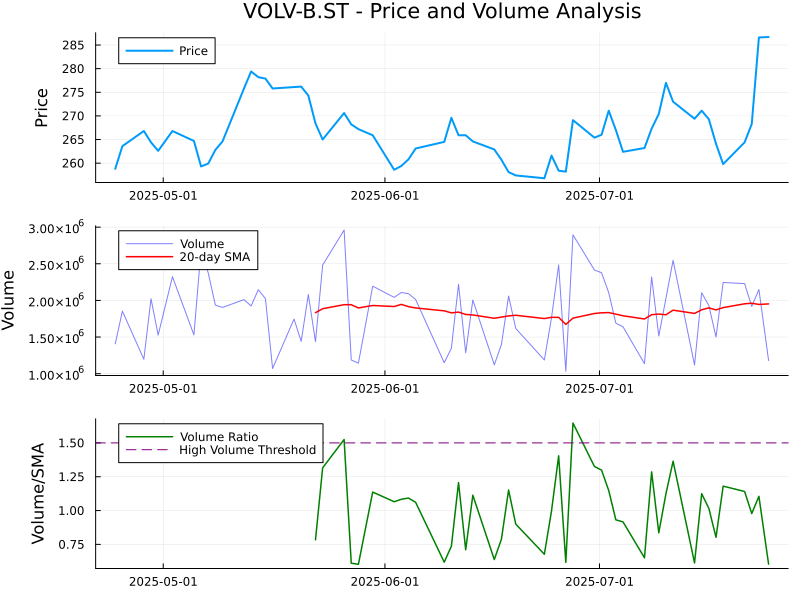 VOLV-B.ST - Price and Volume Analysis
Price
285
280
275
270
265
260
Price
2025-05-01 2025-06-01 2025-07-01
Volume
3.00×10⁶
2.50×10⁶
2.00×10⁶
1.50×10⁶
1.00×10⁶
Volume
20-day SMA
2025-05-01 2025-06-01 2025-07-01
Volume/SMA
1.50
1.25
1.00
0.75
Volume Ratio
High Volume Threshold
2025-05-01 2025-06-01 2025-07-01